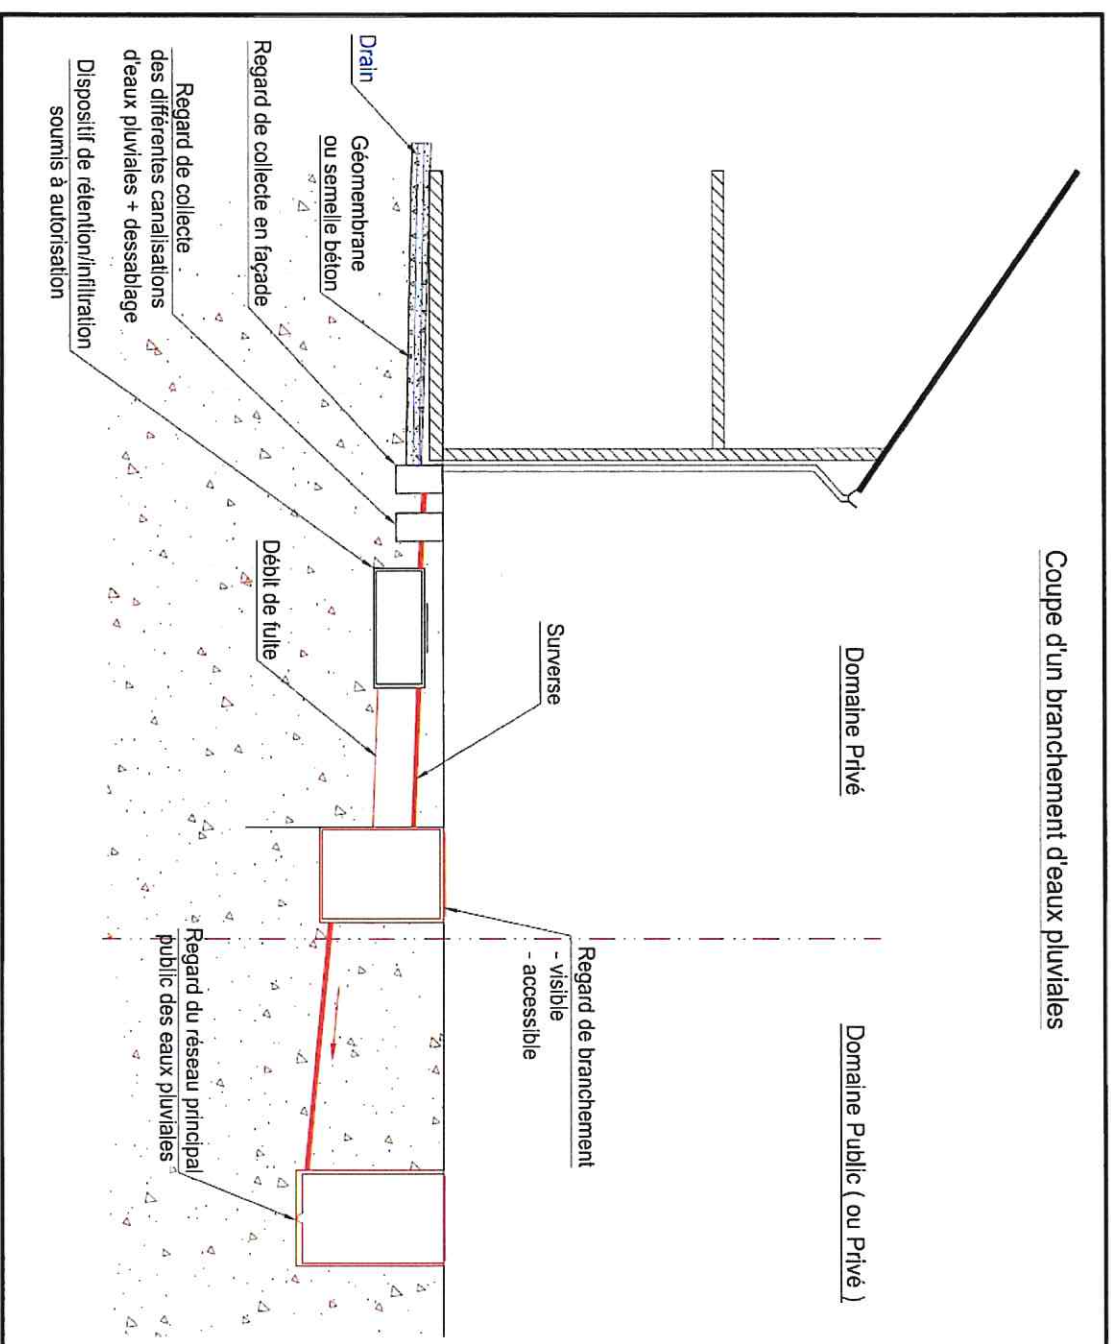 Coupe d'un branchement d'eaux pluviales
Domaine Privé
Domaine Public ( ou Privé )
Surverse
Regard de branchement
- visible
- accessible
Drain
Géomembrane
ou semelle béton
Regard de collecte en façade
Regard de collecte
des différentes canalisations
d'eaux pluviales + dessablage
Dispositif de rétention/infiltration
soumis à autorisation
Débit de fulte
Regard du réseau principal
public des eaux pluviales